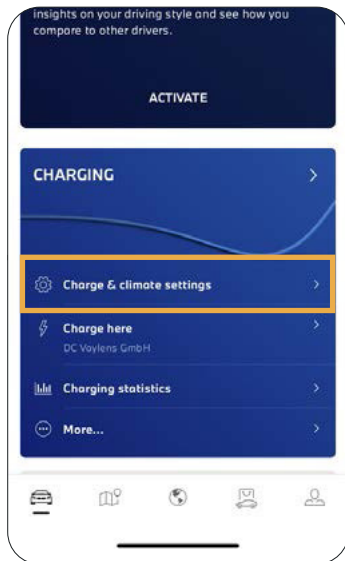 insights on your driving style and see how you
compare to other drivers.
ACTIVATE
CHARGING
Charge & climate settings
Charge here
DC Voylens GmbH
Charging statistics
More...